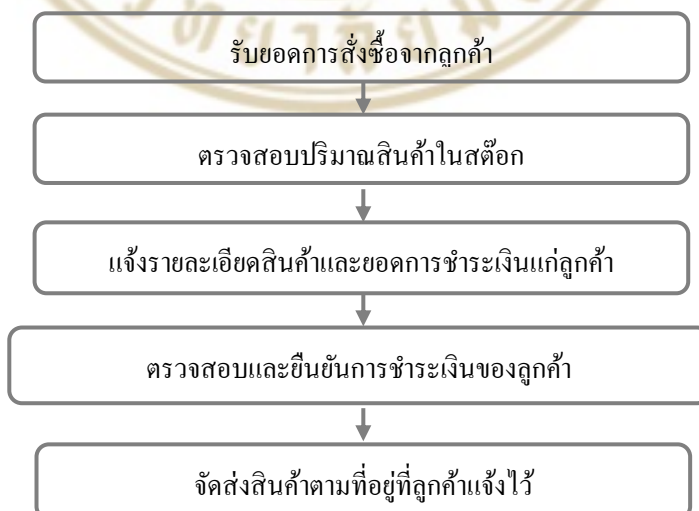 รับยอดการสั่งซื้อจากลูกค้า
ตรวจสอบปริมาณสินค้าในสต๊อก
แจ้งรายละเอียดสินค้าและยอดการชำระเงินแก่ลูกค้า
ตรวจสอบและยืนยันการชำระเงินของลูกค้า
จัดส่งสินค้าตามที่อยู่ที่ลูกค้าแจ้งไว้